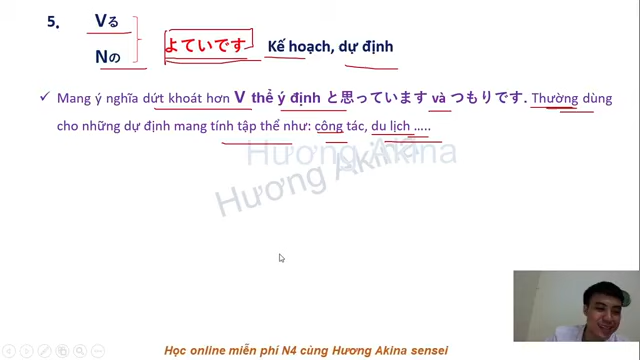 5. Vる
Nの
よていです
Kế hoạch, dự định
✓ Mang ý nghĩa dứt khoát hơn V thể ý định と思っています và つもりです. Thường dùng
cho những dự định mang tính tập thể như: công tác, du lịch .....
Hương Akina
Hương Akina
Học online miễn phí N4 cùng Hương Akina sensei